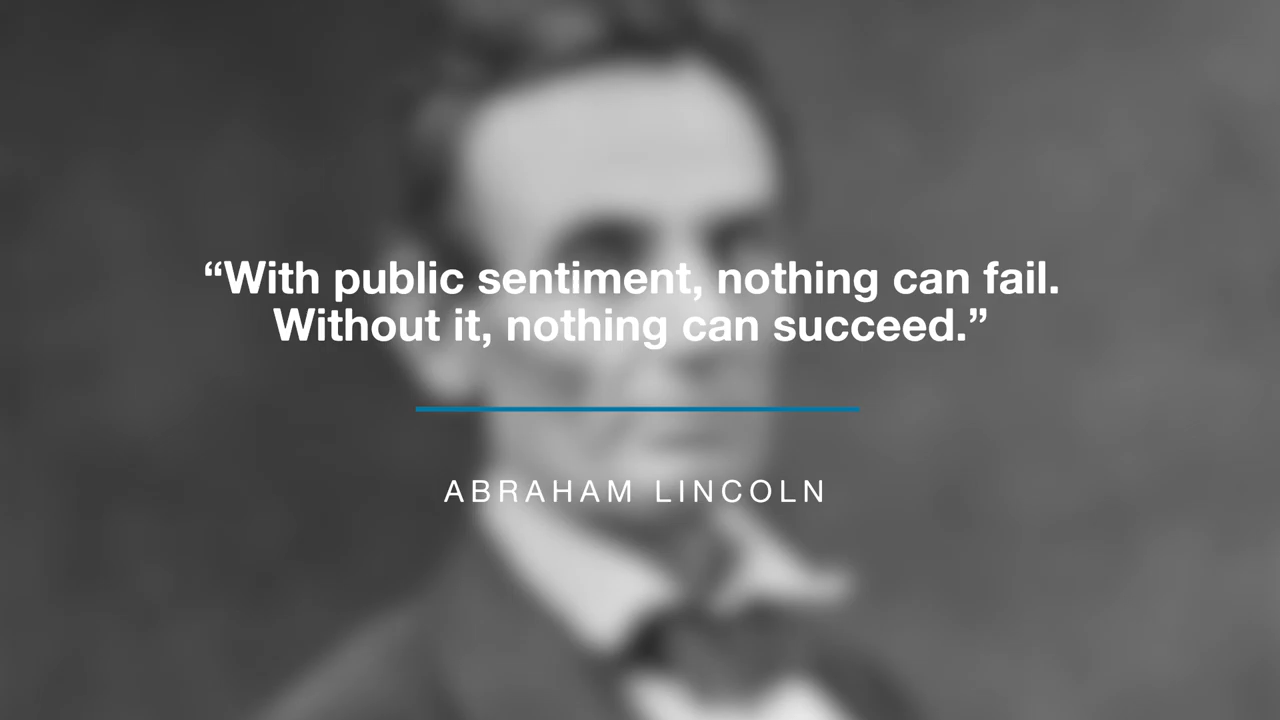 “With public sentiment, nothing can fail.
Without it, nothing can succeed.”
ABRAHAM LINCOLN